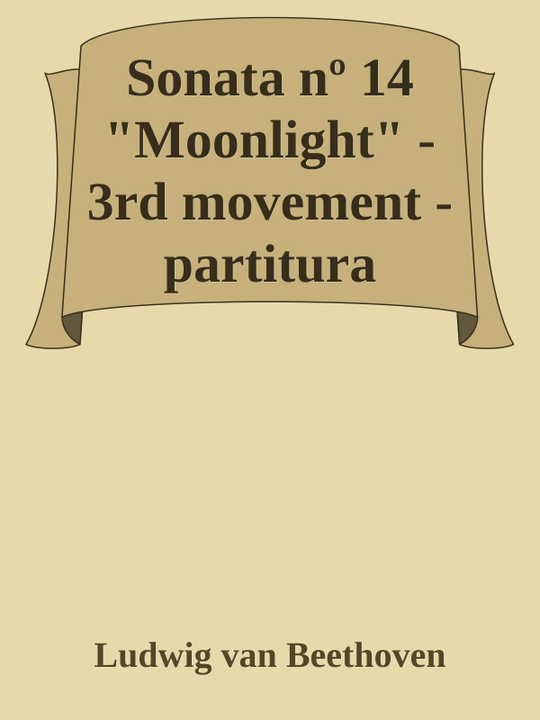 Sonata nº 14
"Moonlight" -
3rd movement -
partitura
Ludwig van Beethoven